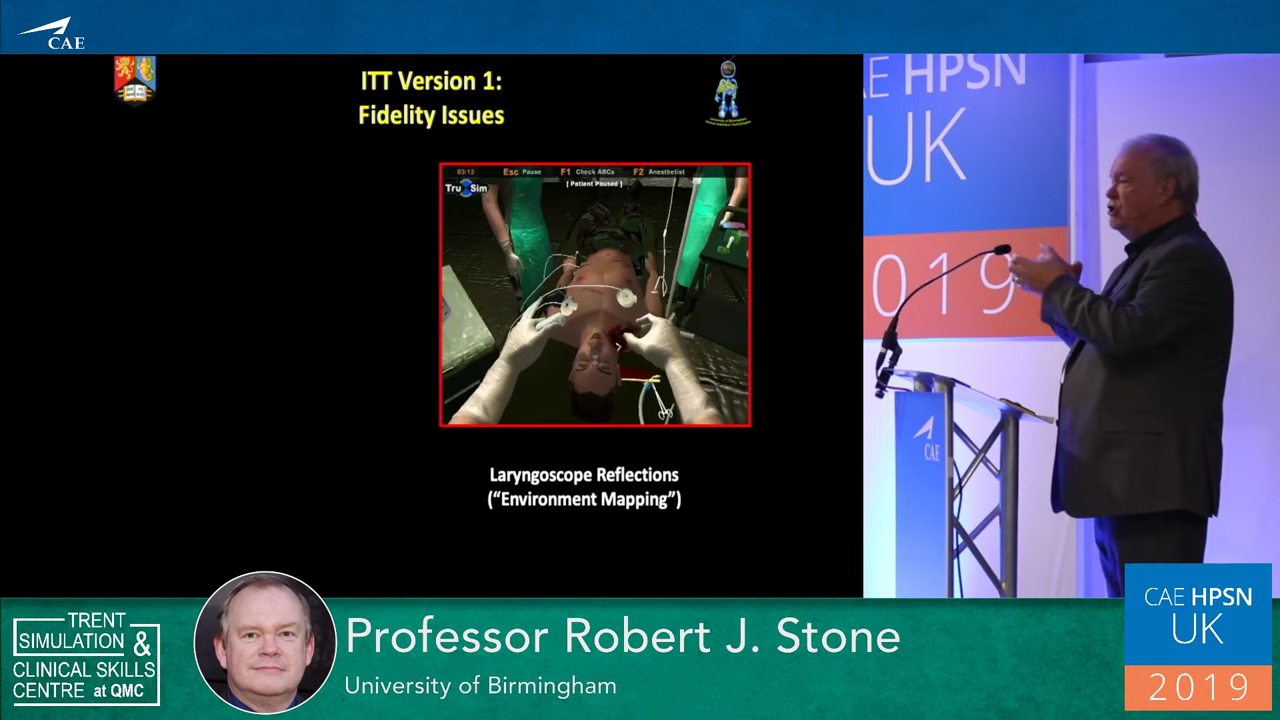 CAE
ITT Version 1:
Fidelity Issues
03:12 Esc Pause F1 Check ABCs F2 Anesthetist
[ Patient Paused ]
Tru Sim
Laryngoscope Reflections
("Environment Mapping")
AE HPSN
UK
2019
CAE
TRENT
SIMULATION &
CLINICAL SKILLS
CENTRE at QMC
Professor Robert J. Stone
University of Birmingham
CAE HPSN
UK
2019